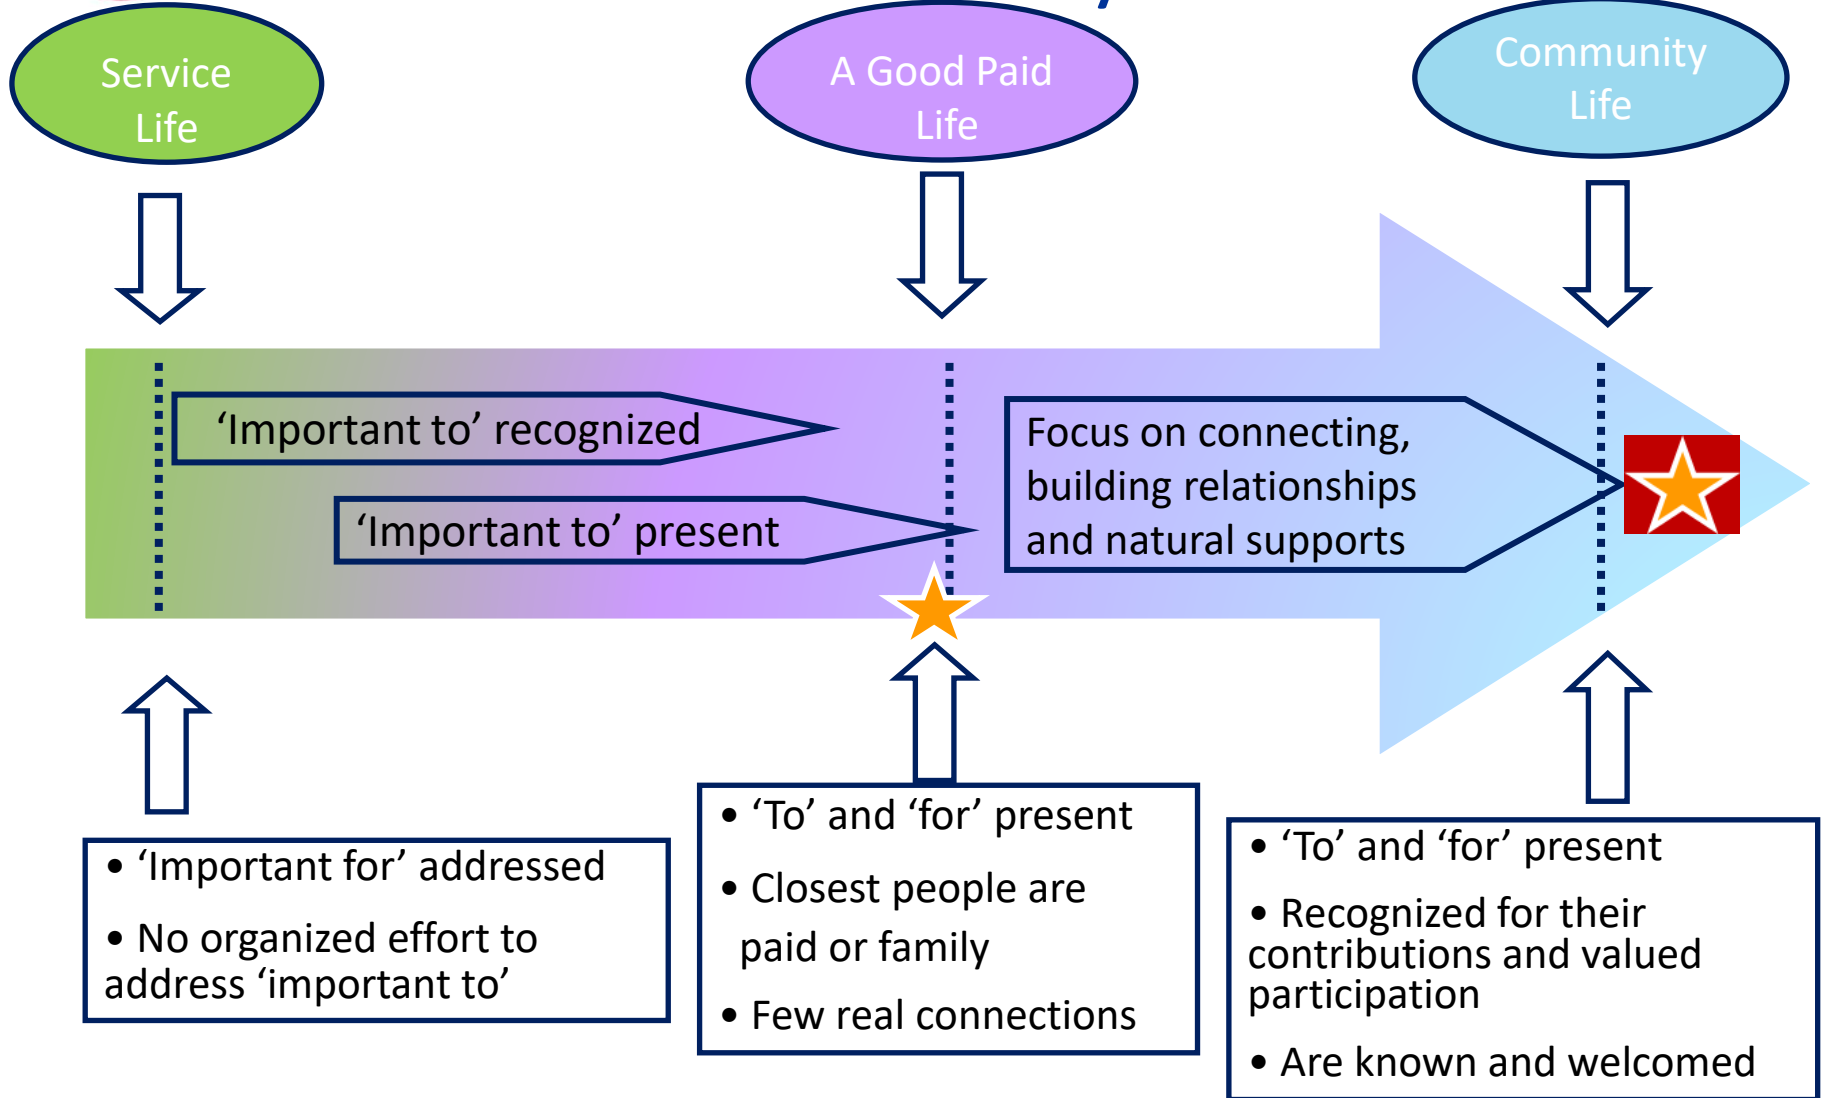 Service
Life
A Good Paid
Life
Community
Life
‘Important to’ recognized
‘Important to’ present
Focus on connecting,
building relationships
and natural supports
• ‘Important for’ addressed
• No organized effort to
address ‘important to’
• ‘To’ and ‘for’ present
• Closest people are
paid or family
• Few real connections
• ‘To’ and ‘for’ present
• Recognized for their
contributions and valued
participation
• Are known and welcomed